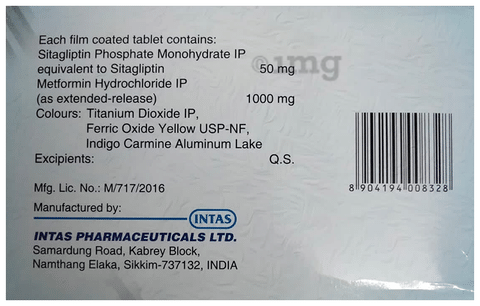 Each film coated tablet contains:
Sitagliptin Phosphate Monohydrate IP
equivalent to Sitagliptin 50 mg
Metformin Hydrochloride IP
(as extended-release) 1000 mg
Colours: Titanium Dioxide IP,
Ferric Oxide Yellow USP-NF,
Indigo Carmine Aluminum Lake
Excipients: Q.S.
Mfg. Lic. No.: M/717/2016
Manufactured by:
INTAS
INTAS PHARMACEUTICALS LTD.
Samardung Road, Kabrey Block,
Namthang Elaka, Sikkim-737132, INDIA
8 904194 008328
1mg